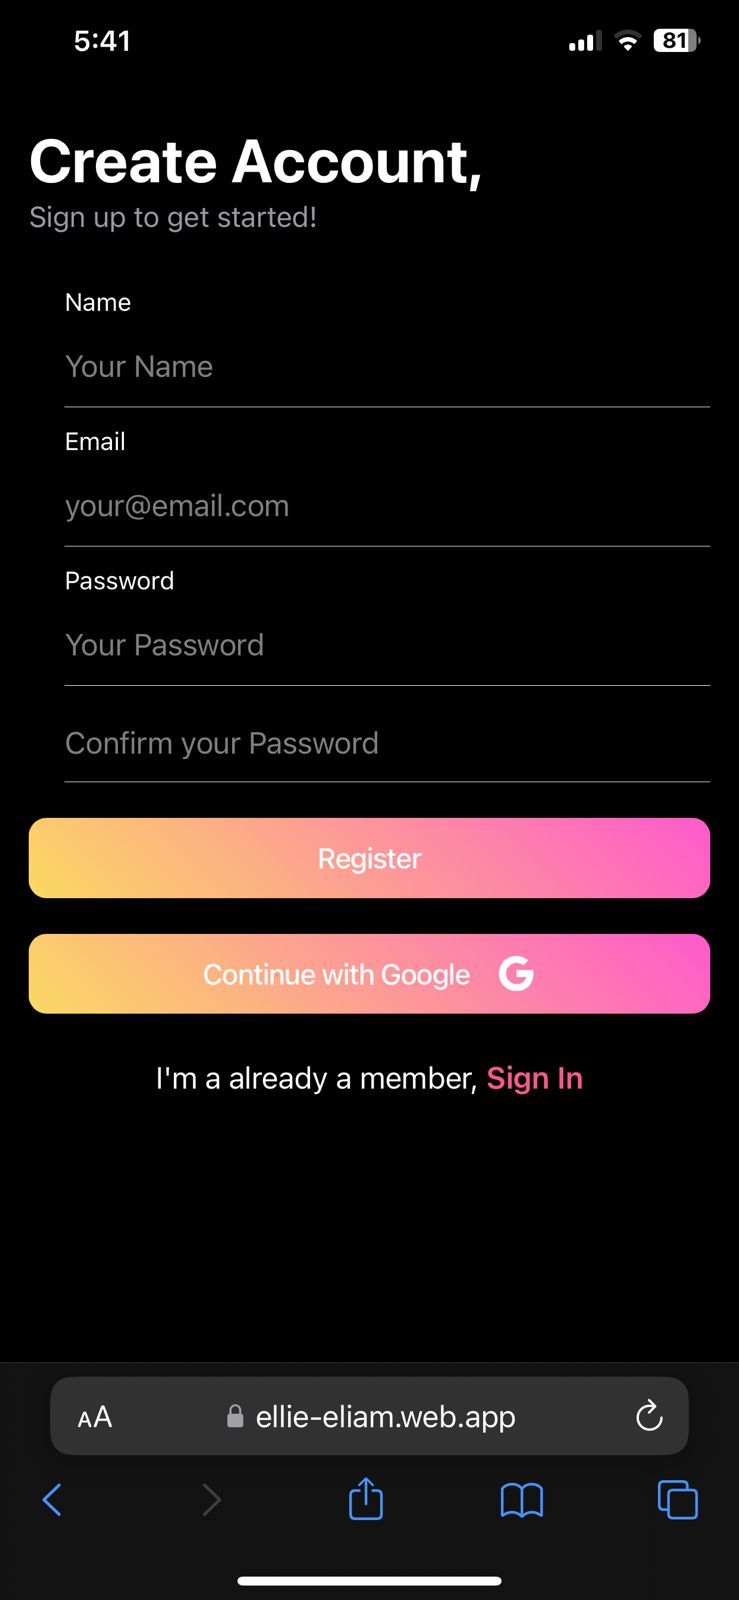 5:41
81
Create Account,
Sign up to get started!
Name
Your Name
Email
your@email.com
Password
Your Password
Confirm your Password
Register
Continue with Google G
I'm a already a member, Sign In
AA ellie-eliam.web.app